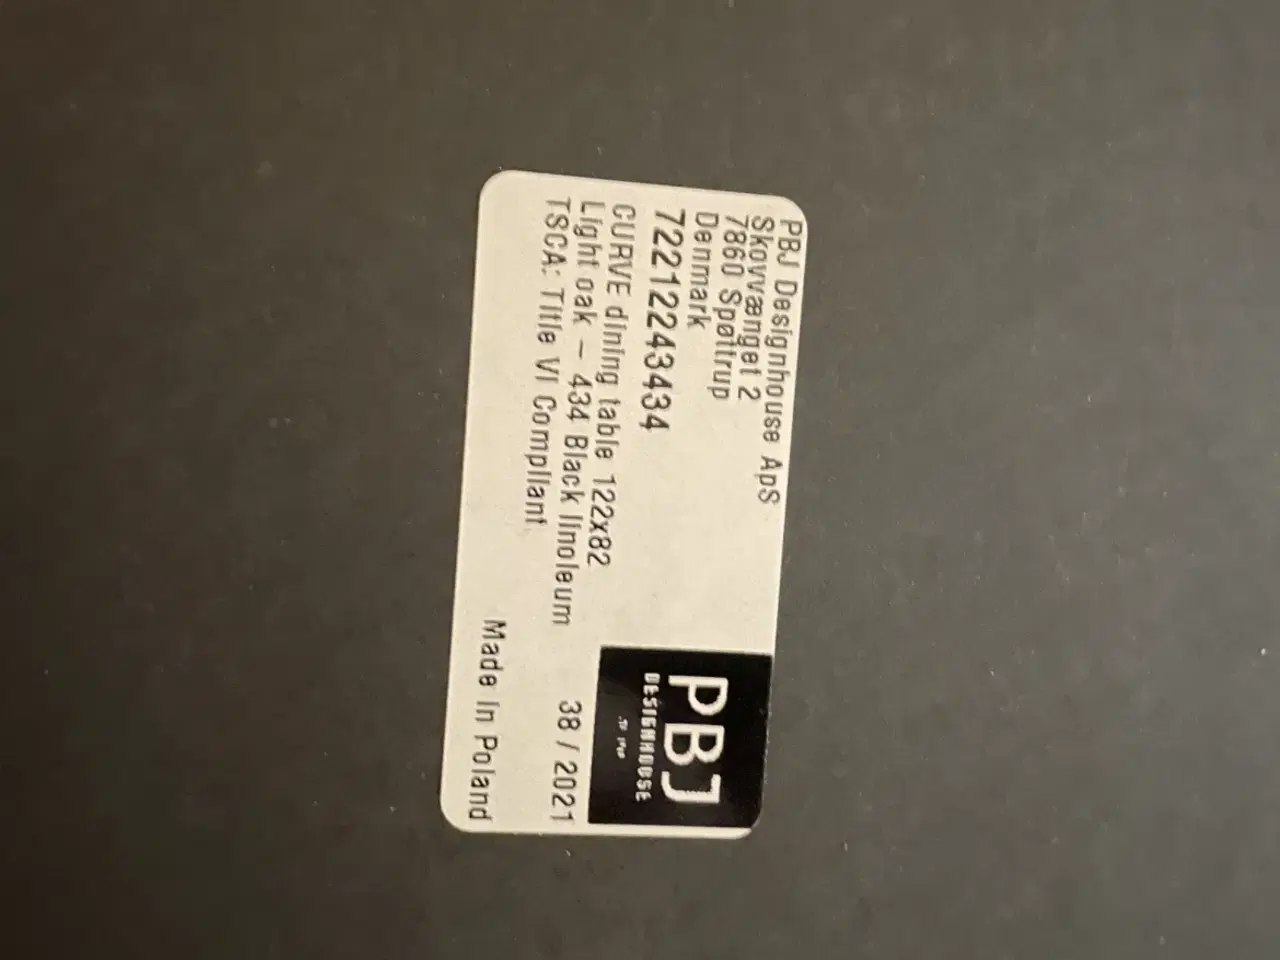 PBJ Designhouse ApS
Skovvænget 2
7860 Spøttrup
Denmark
72212243434
CURVE dining table 122x82
Light oak – 434 Black linoleum
TSCA: Title VI Compliant
PBJ
DESIGNHOUSE
38 / 2021
Made in Poland